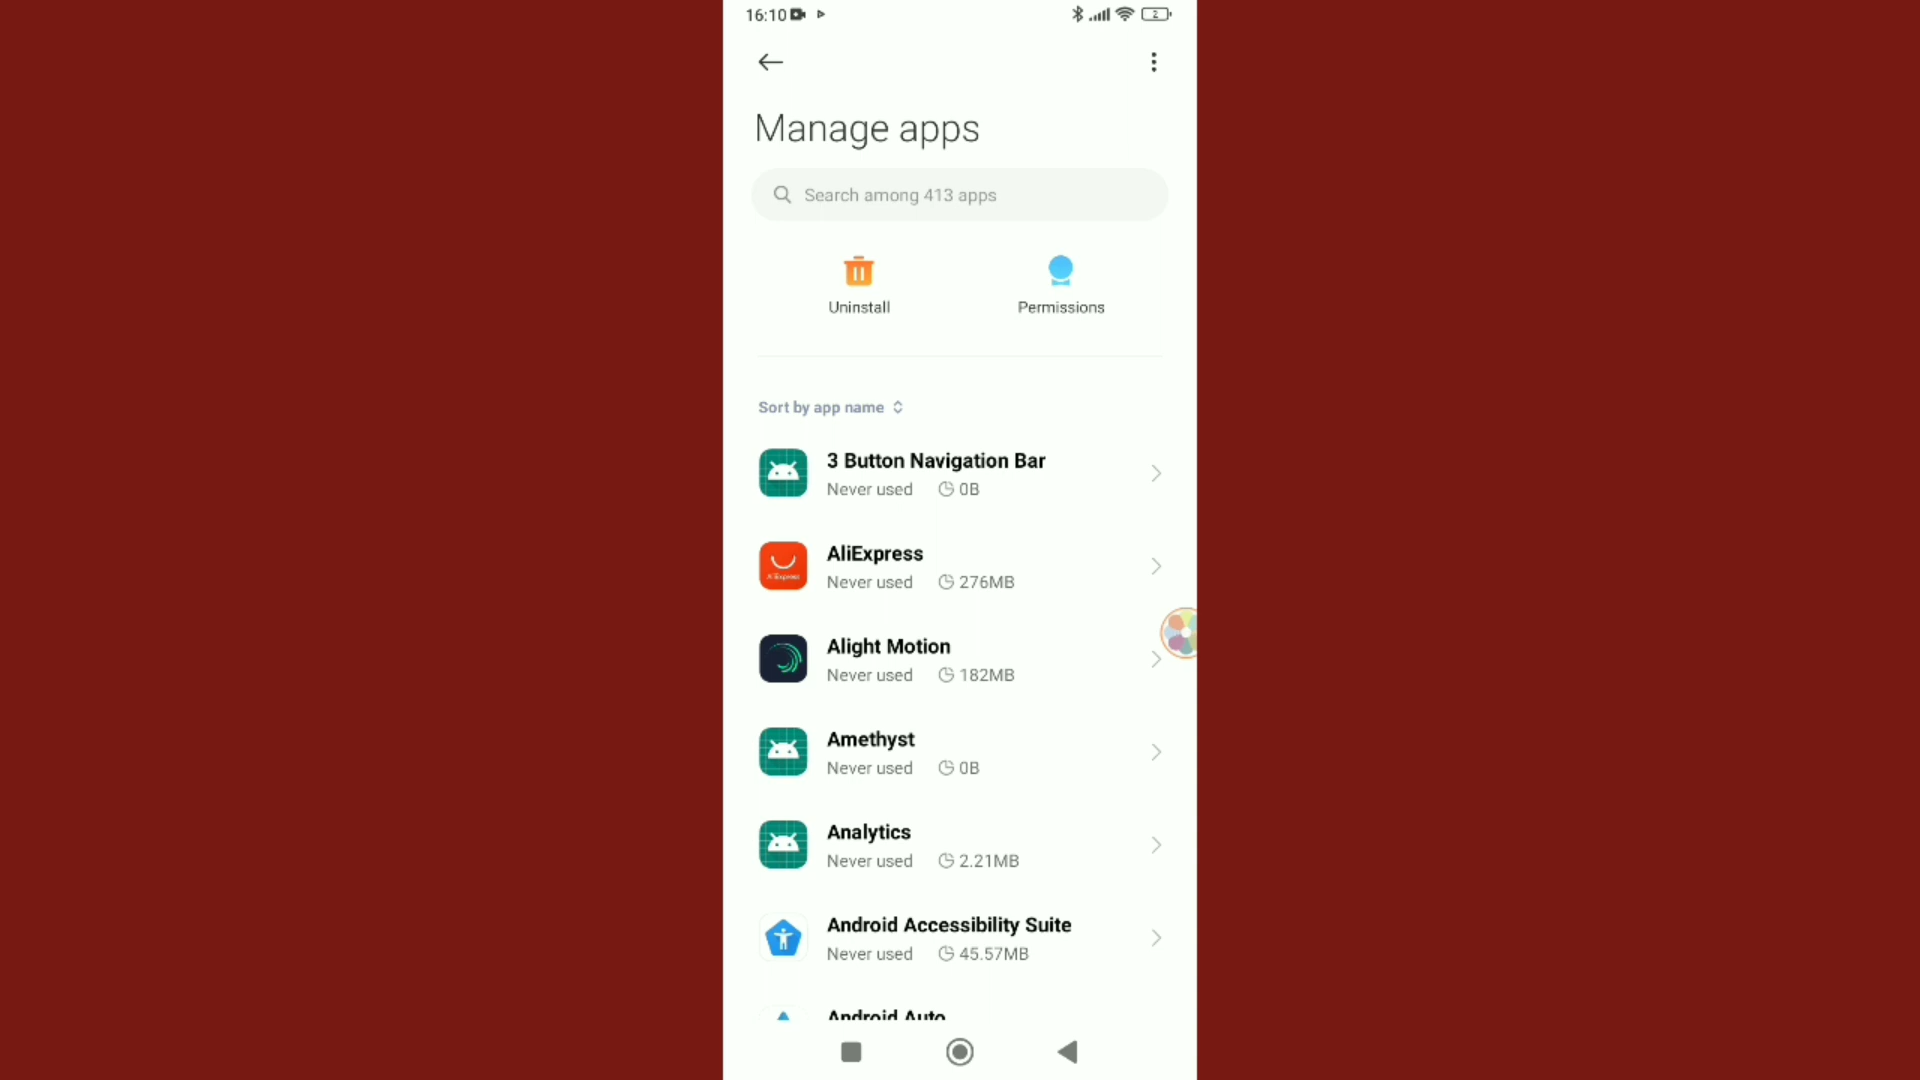 16:10
2
Manage apps
Search among 413 apps
Uninstall
Permissions
Sort by app name
3 Button Navigation Bar
Never used 0B
AliExpress
AliExpress
Never used 276MB
Alight Motion
Never used 182MB
Amethyst
Never used 0B
Analytics
Never used 2.21MB
Android Accessibility Suite
Never used 45.57MB
Android Auto